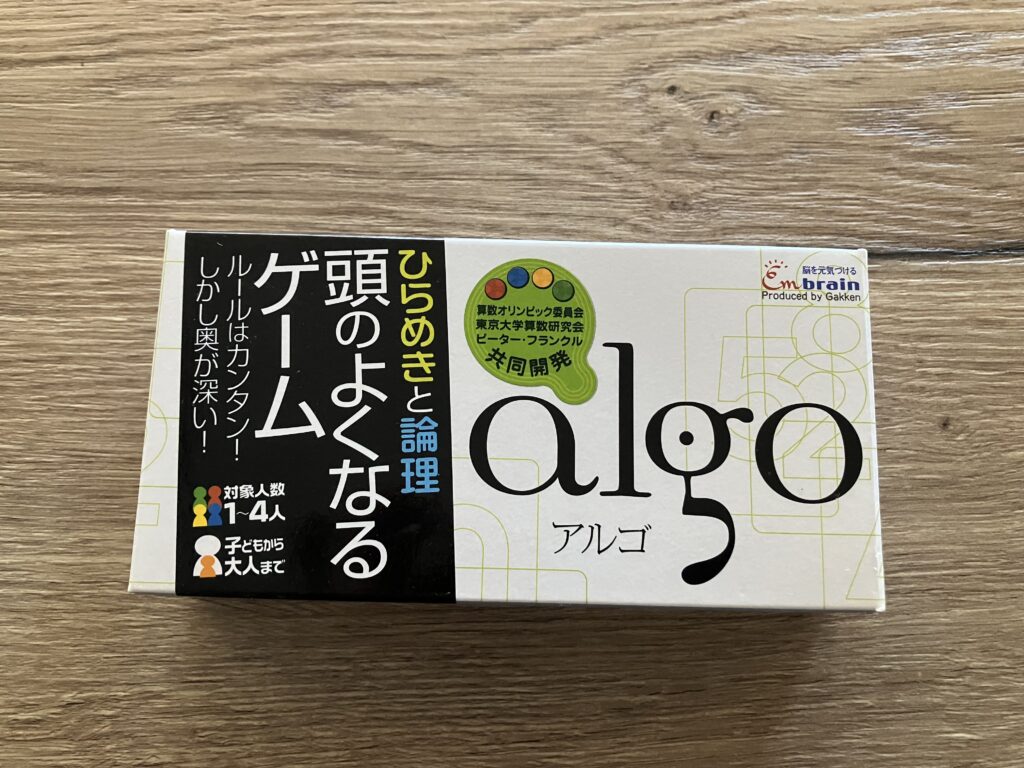 ひらめきと論理
頭のよくなる
ゲーム
ルールはカンタン!
しかし奥が深い!
対象人数
1~4人
子どもから
大人まで
算数オリンピック委員会
東京大学算数研究会
ピーター・フランクル
共同開発
algo
アルゴ
脳を元気づける
Em brain
Produced by Gakken